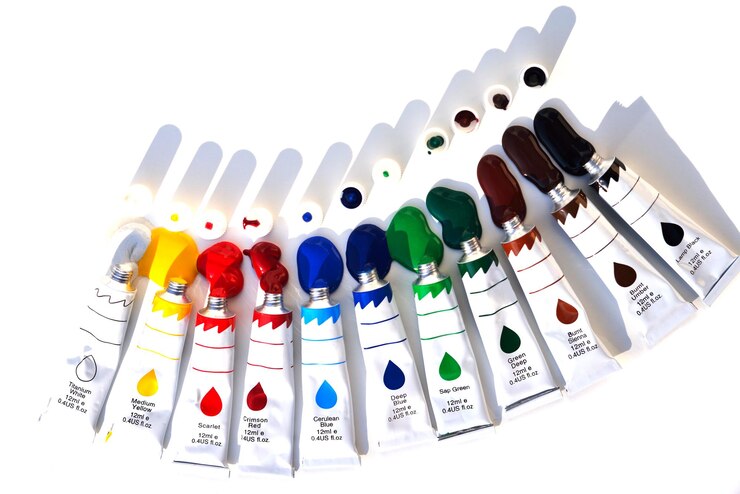 Titanium
White
12ml e
0.4US fl.oz
Medium
Yellow
12ml e
0.4US fl.oz
Scarlet
12ml e
0.4US fl.oz
Crimson
Red
12ml e
.4US fl.oz
Cerulean
Blue
12ml e
0.4US fl.oz
Deep
Blue
12ml e
0.4US fl.oz
Sap Green
12ml e
0.4US fl.oz
Green
Deep
12ml e
0.4US fl.oz
Burnt
Sienna
12ml e
0.4US fl.oz
Burnt
Umber
12ml e
0.4US fl.oz
Lamp Black
12ml e
0.4US fl.oz